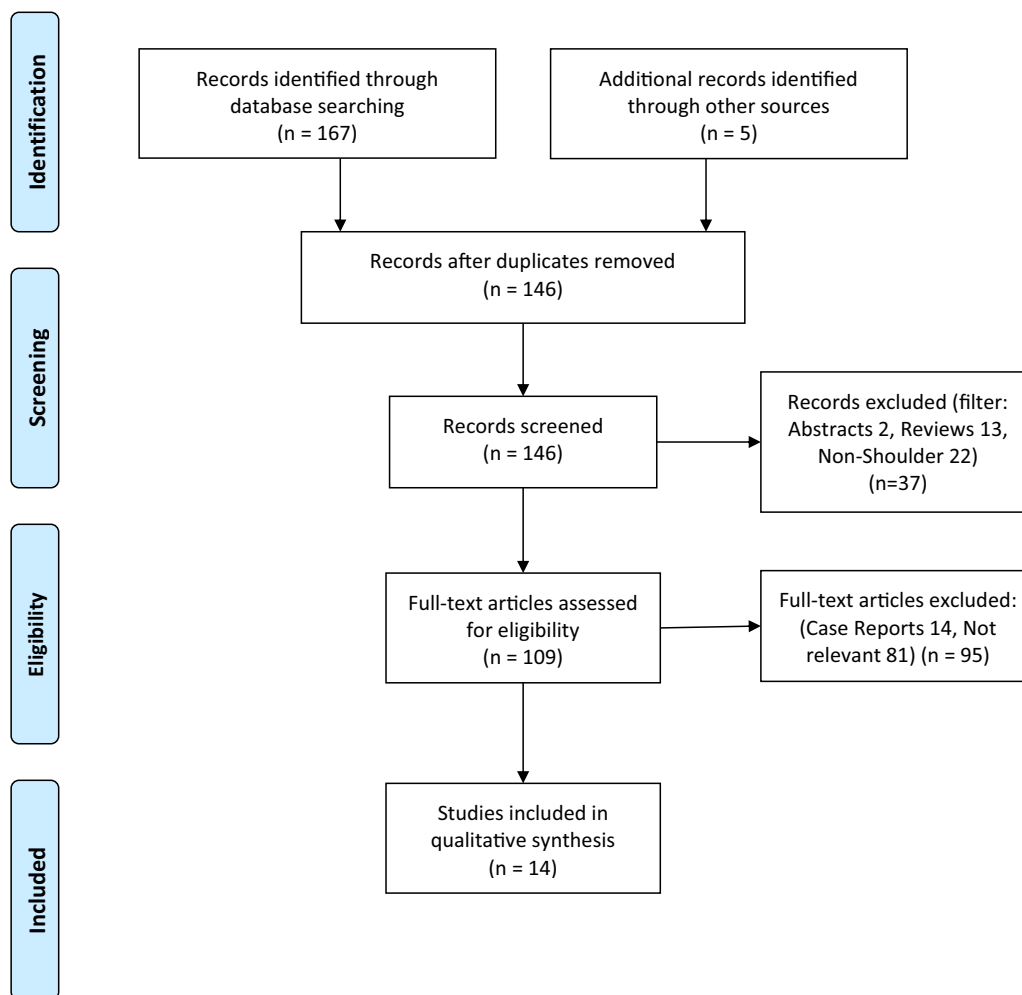 Identification
Records identified through
database searching
(n = 167)
Additional records identified
through other sources
(n = 5)
Records after duplicates removed
(n = 146)
Screening
Records screened
(n = 146)
Records excluded (filter:
Abstracts 2, Reviews 13,
Non-Shoulder 22)
(n=37)
Eligibility
Full-text articles assessed
for eligibility
(n = 109)
Full-text articles excluded:
(Case Reports 14, Not
relevant 81) (n = 95)
Included
Studies included in
qualitative synthesis
(n = 14)